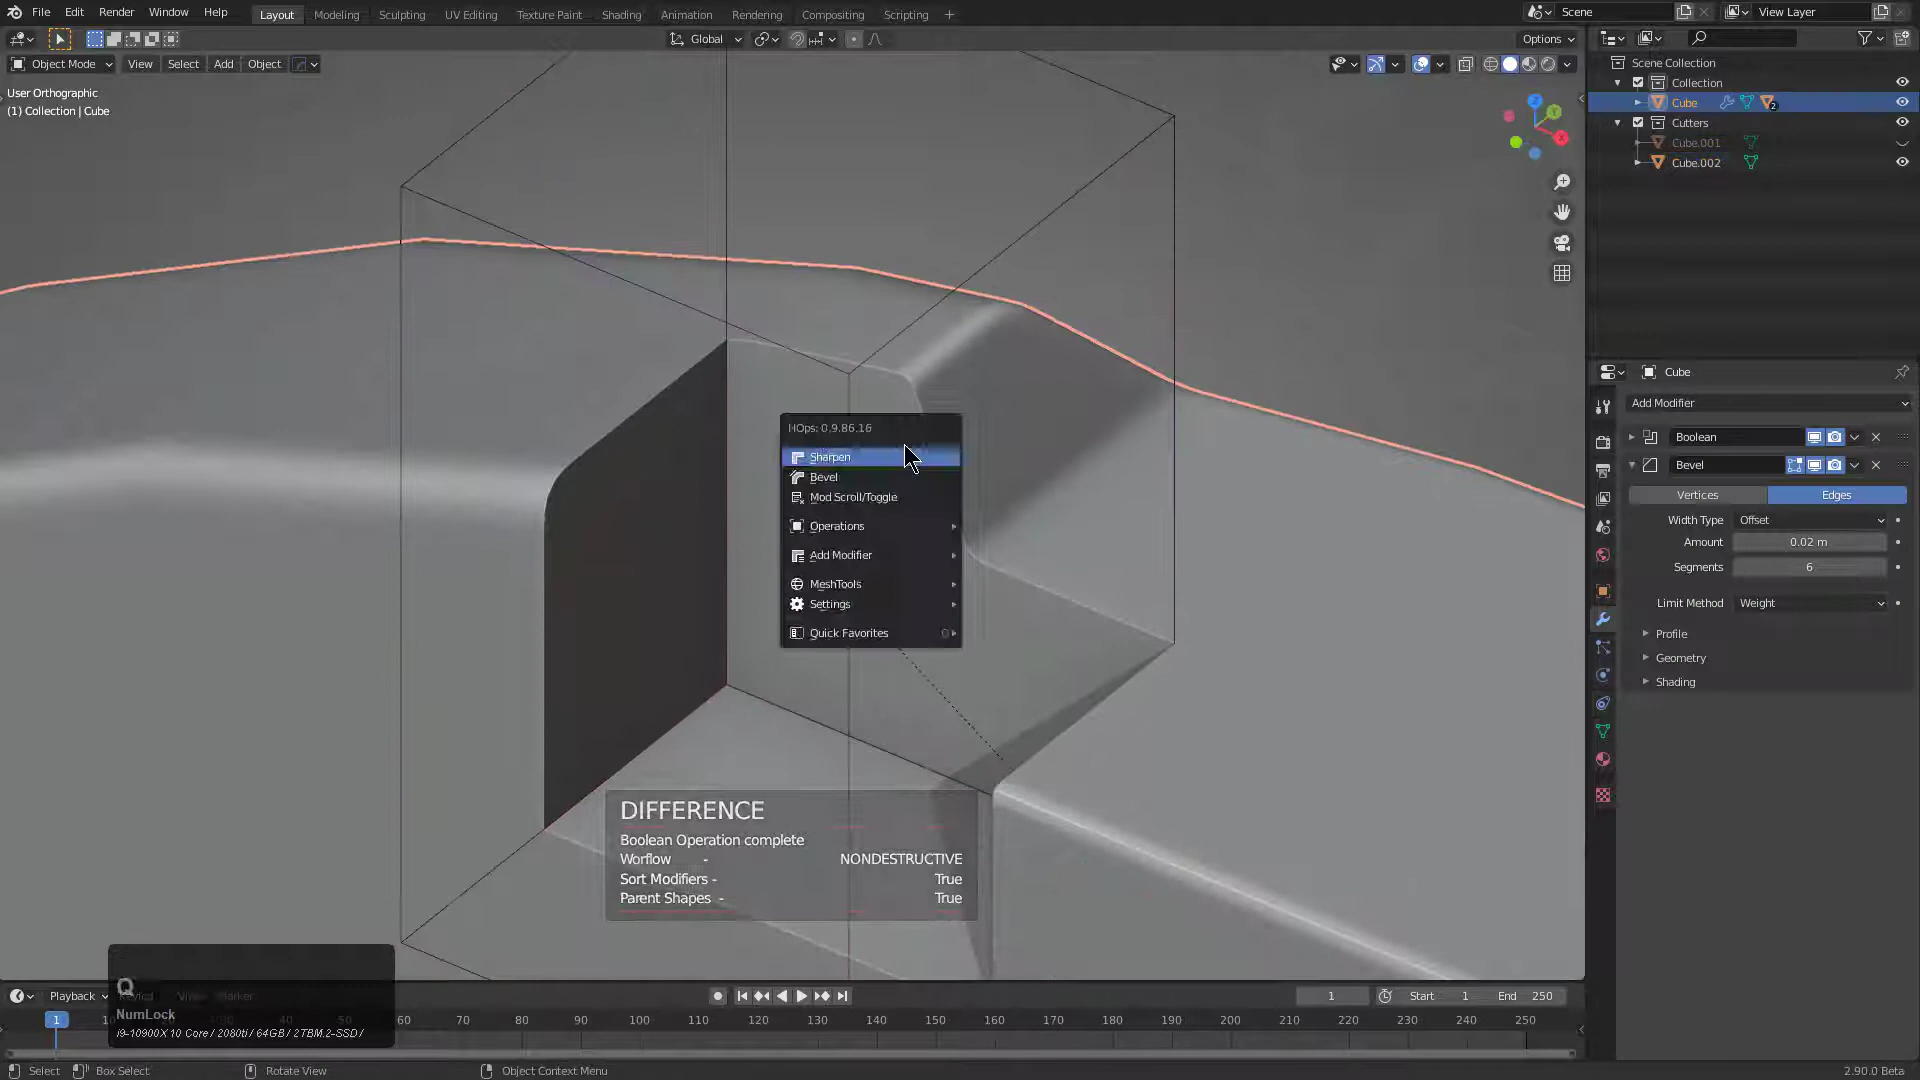 File Edit Render Window Help
Layout Modeling Sculpting UV Editing Texture Paint Shading Animation Rendering Compositing Scripting
Scene
View Layer
Global
Options
Object Mode View Select Add Object
User Orthographic
(1) Collection | Cube
Scene Collection
Collection
Cube
2
Cutters
Cube.001
Cube.002
Z
Y
X
Cube
Add Modifier
Boolean
Bevel
Vertices Edges
Width Type Offset
Amount 0.02 m
Segments 6
Limit Method Weight
Profile
Geometry
Shading
HOps: 0.9.86.16
Sharpen
Bevel
Mod Scroll/Toggle
Operations
Add Modifier
MeshTools
Settings
Quick Favorites
DIFFERENCE
Boolean Operation complete
Worflow - NONDESTRUCTIVE
Sort Modifiers - True
Parent Shapes - True
Q
NumLock
i9-10900X 10 Core / 2080ti / 64GB / 2TBM.2-SSD /
Playback View Marker
1 Start 1 End 250
1 60 70 80 90 100 110 120 130 140 150 160 170 180 190 200 210 220 230 240 250
Select Box Select Rotate View Object Context Menu
2.90.0 Beta